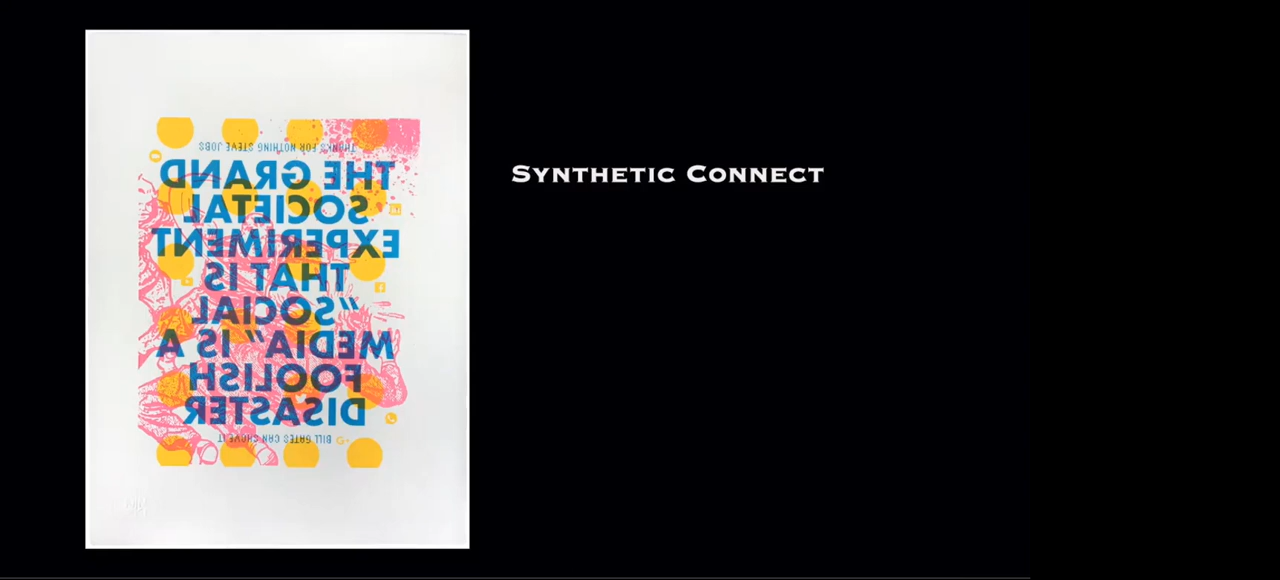 THANKS FOR NOTHING STEVE JOBS
THE GRAND
SOCIETAL
EXPERIMENT
THAT IS
“SOCIAL
MEDIA” IS A
FOOLISH
DISASTER
BILL GATES CAN SHOVE IT
G+
SYNTHETIC CONNECT